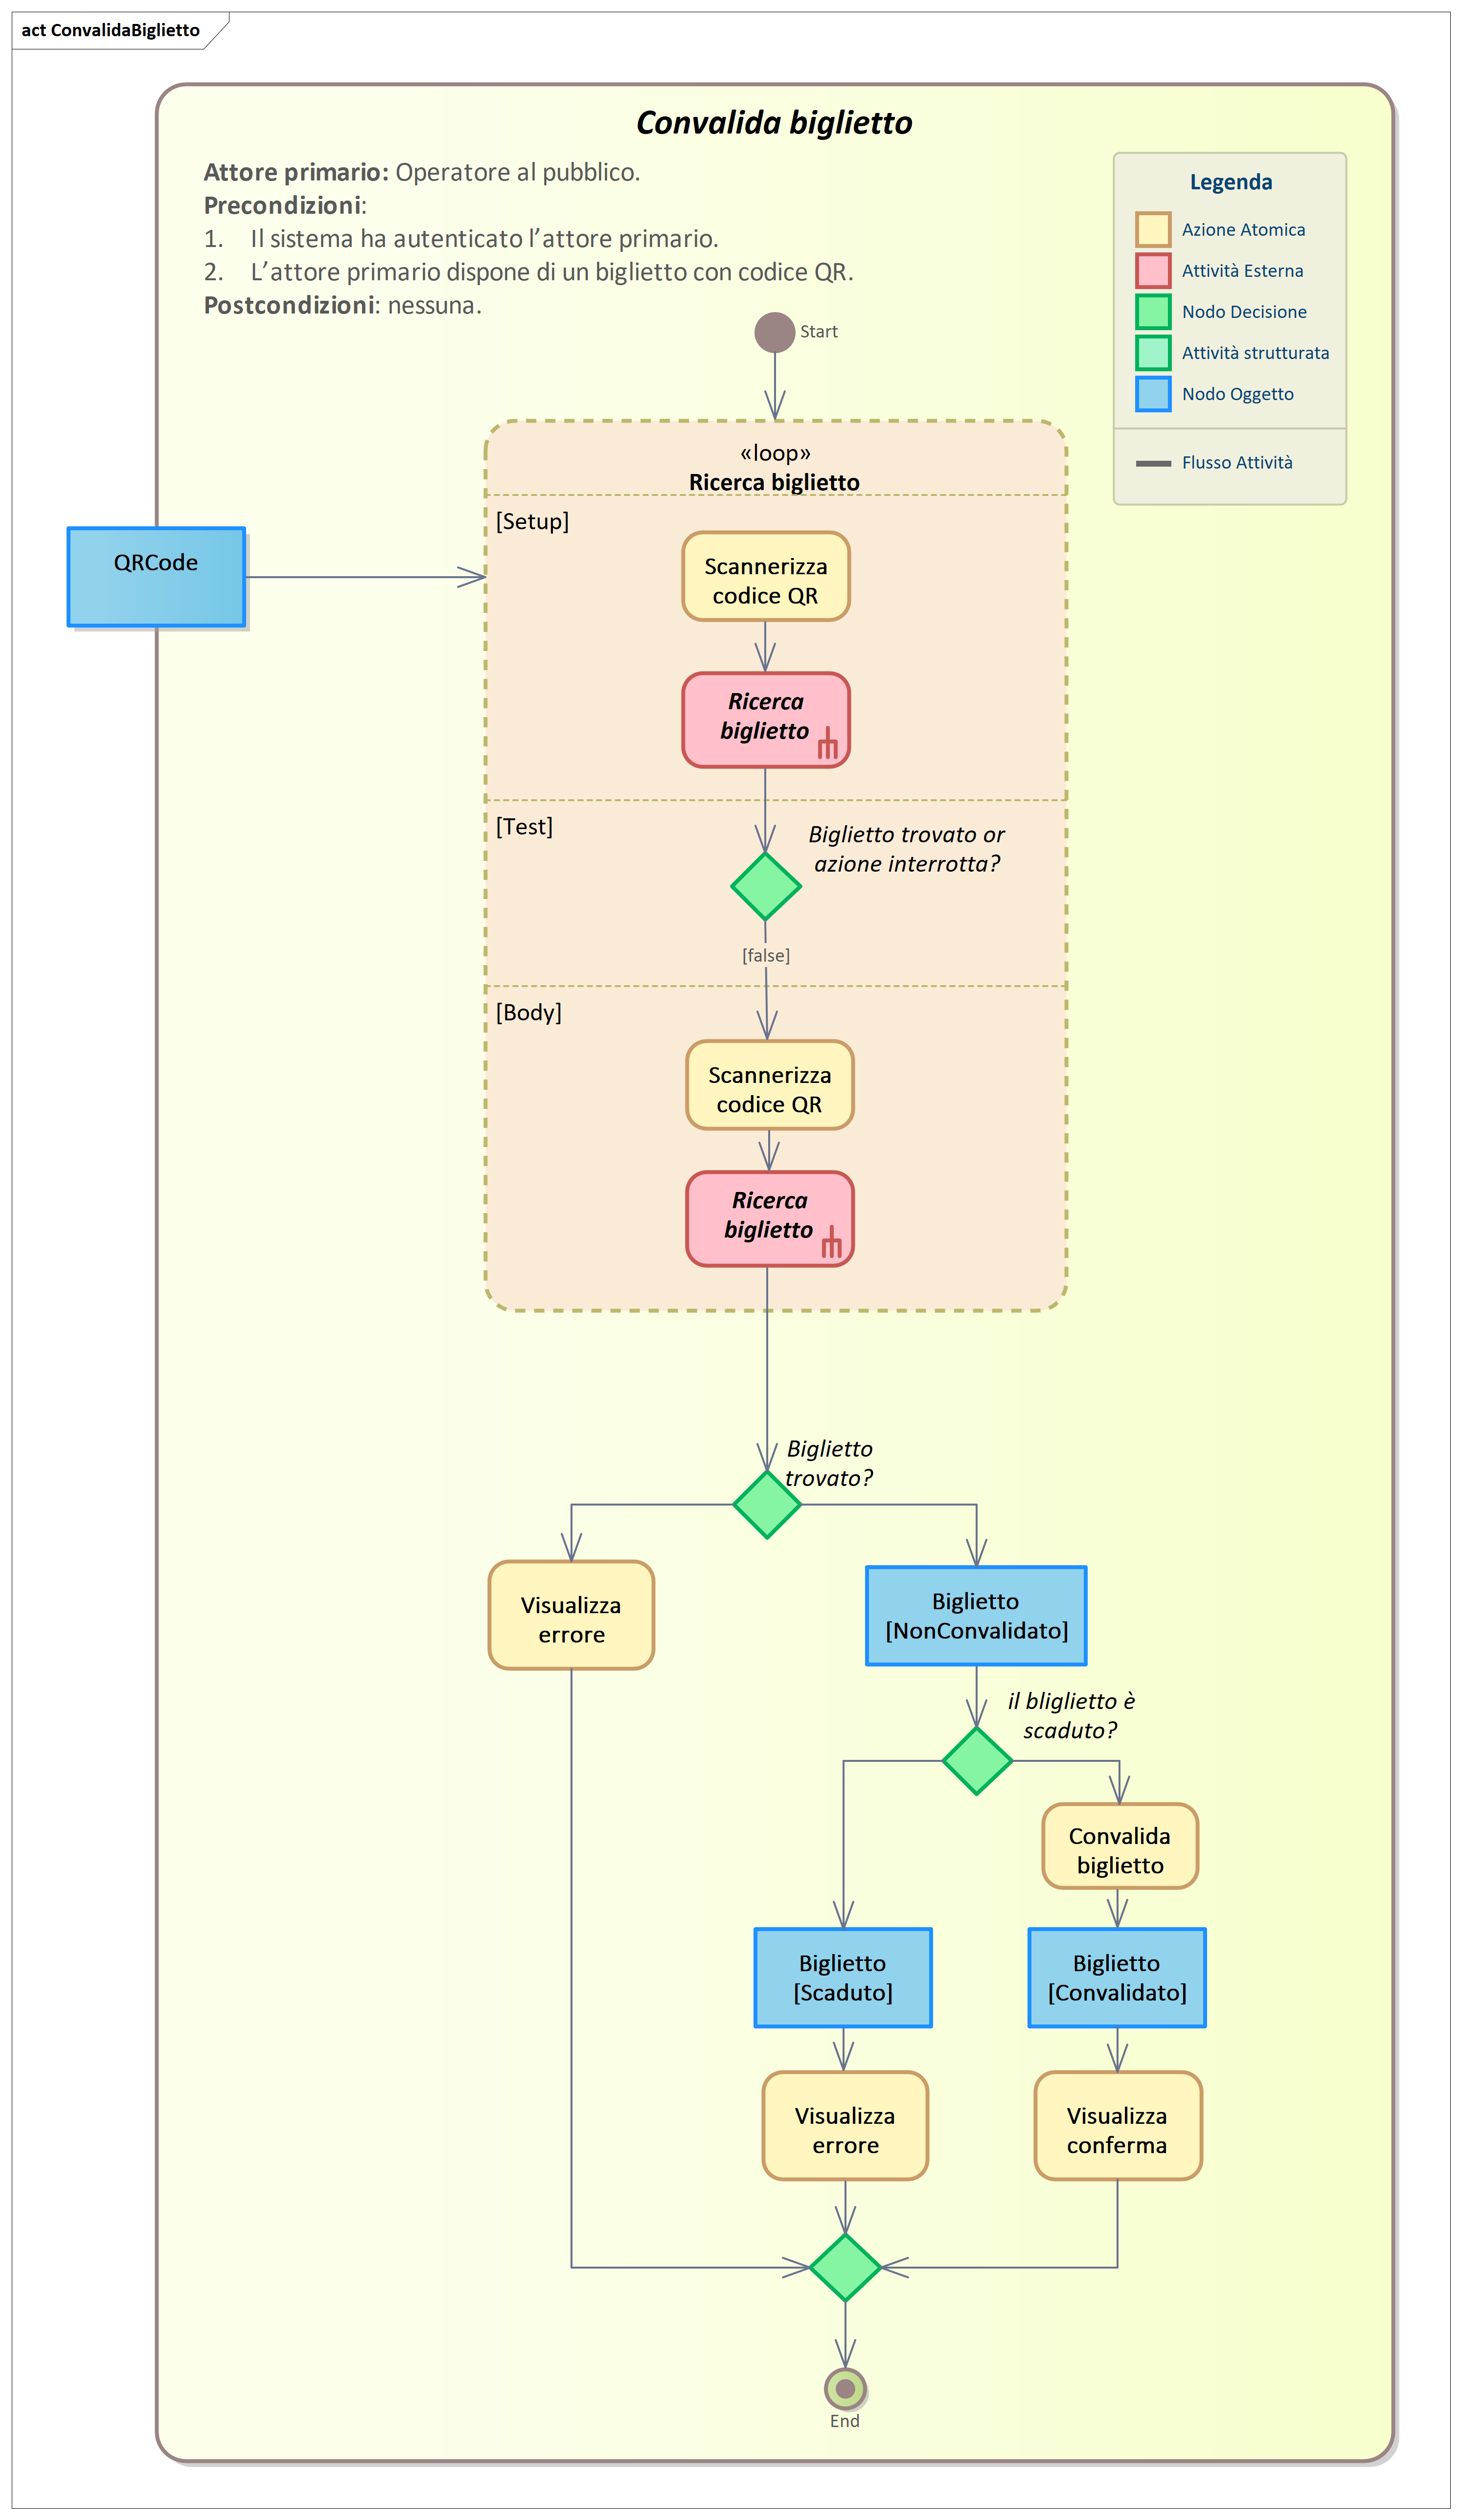 act ConvalidaBiglietto
Convalida biglietto
Attore primario: Operatore al pubblico.
Precondizioni:
1. Il sistema ha autenticato l’attore primario.
2. L’attore primario dispone di un biglietto con codice QR.
Postcondizioni: nessuna.
Legenda
Azione Atomica
Attività Esterna
Nodo Decisione
Attività strutturata
Nodo Oggetto
Flusso Attività
Start
«loop»
Ricerca biglietto
QRCode
[Setup]
Scannerizza
codice QR
Ricerca
biglietto
[Test]
Biglietto trovato or
azione interrotta?
[false]
[Body]
Scannerizza
codice QR
Ricerca
biglietto
Biglietto
trovato?
Visualizza
errore
Biglietto
[NonConvalidato]
il bliglietto è
scaduto?
Convalida
biglietto
Biglietto
[Scaduto]
Biglietto
[Convalidato]
Visualizza
errore
Visualizza
conferma
End